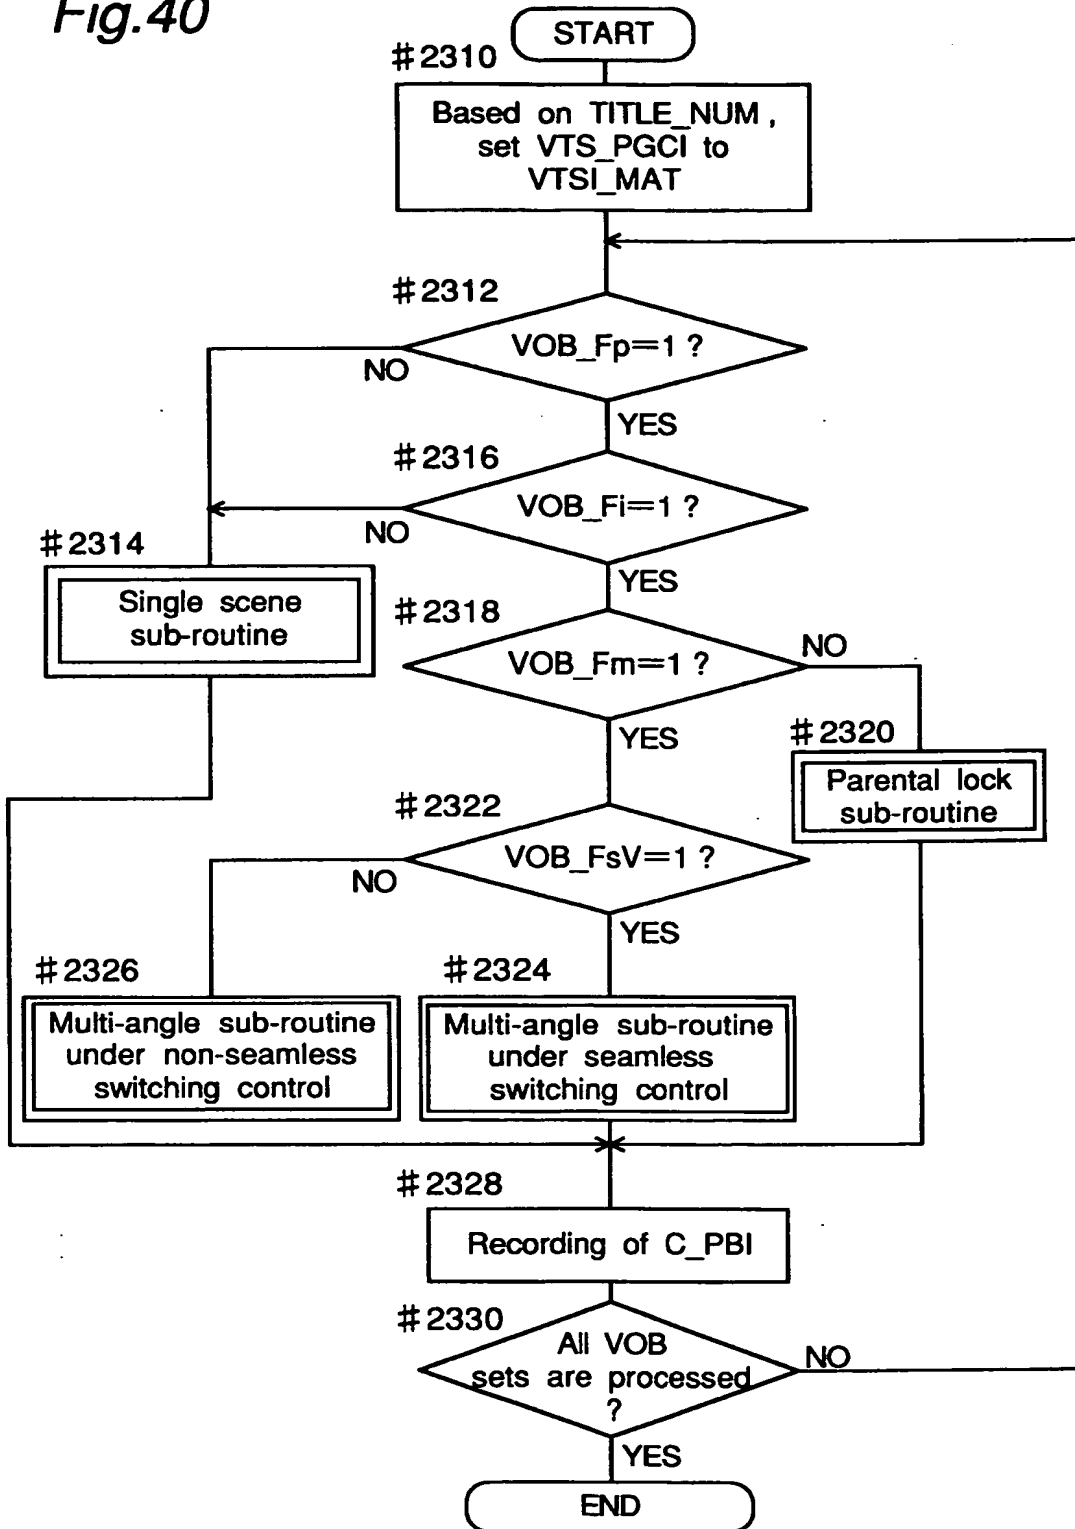 Fig.40
START
#2310
Based on TITLE_NUM ,
set VTS_PGCI to
VTSI_MAT
#2312
VOB_Fp=1 ?
NO
YES
#2316
VOB_Fi=1 ?
NO
YES
#2314
Single scene
sub-routine
#2318
VOB_Fm=1 ?
NO
YES
#2320
Parental lock
sub-routine
#2322
VOB_FsV=1 ?
NO
YES
#2326
Multi-angle sub-routine
under non-seamless
switching control
#2324
Multi-angle sub-routine
under seamless
switching control
#2328
Recording of C_PBI
#2330
All VOB
sets are processed
?
NO
YES
END